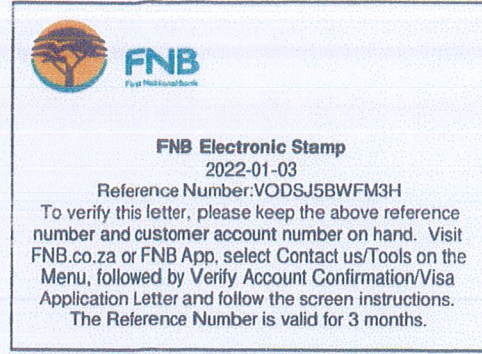 FNB
First National Bank
FNB Electronic Stamp
2022-01-03
Reference Number:VODSJ5BWFM3H
To verify this letter, please keep the above reference
number and customer account number on hand. Visit
FNB.co.za or FNB App, select Contact us/Tools on the
Menu, followed by Verify Account Confirmation/Visa
Application Letter and follow the screen instructions.
The Reference Number is valid for 3 months.